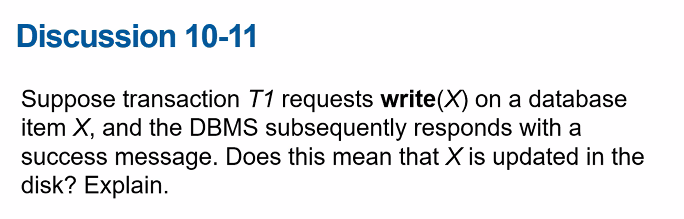 Discussion 10-11
Suppose transaction T1 requests write(X) on a database
item X, and the DBMS subsequently responds with a
success message. Does this mean that X is updated in the
disk? Explain.